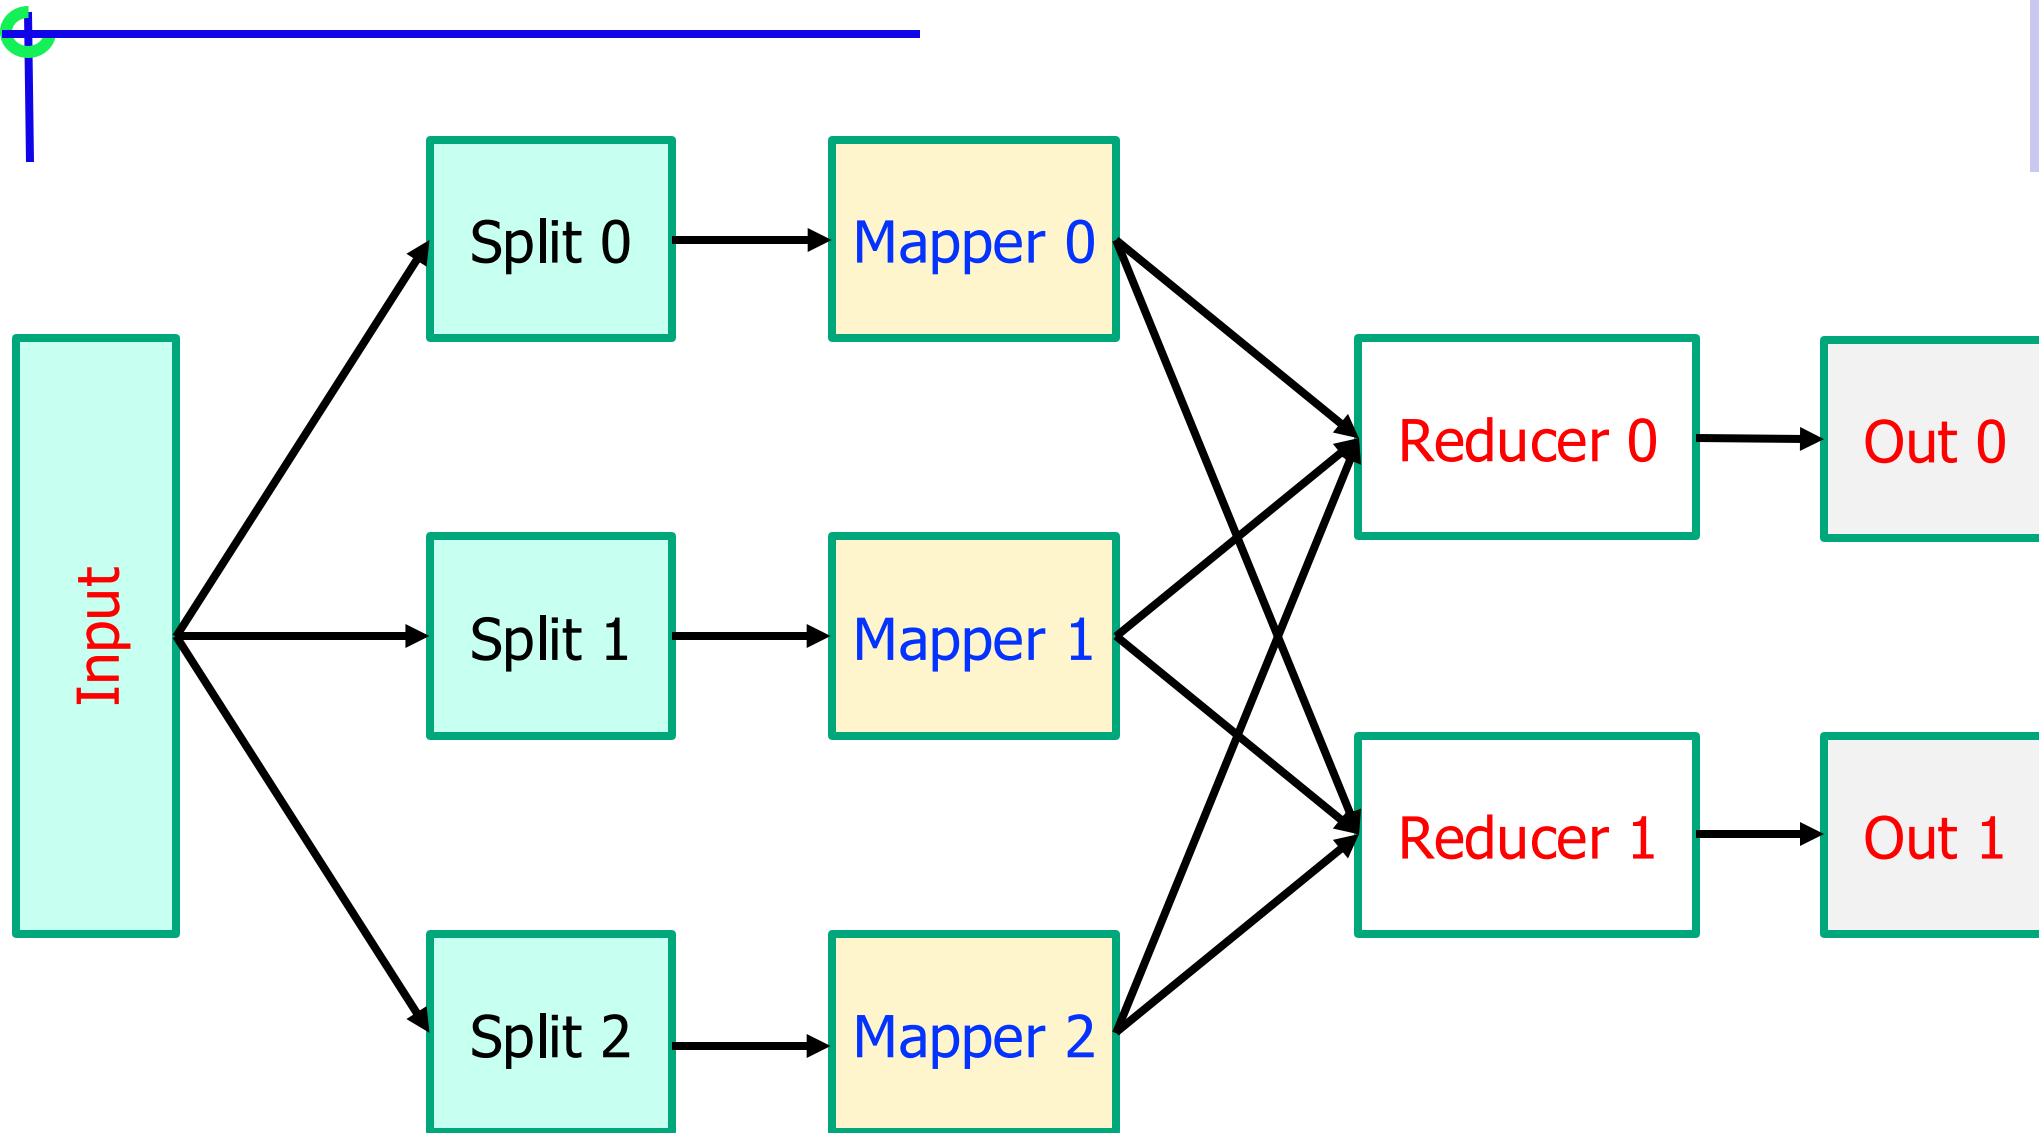 Input
Split 0
Mapper 0
Split 1
Mapper 1
Split 2
Mapper 2
Reducer 0
Out 0
Reducer 1
Out 1